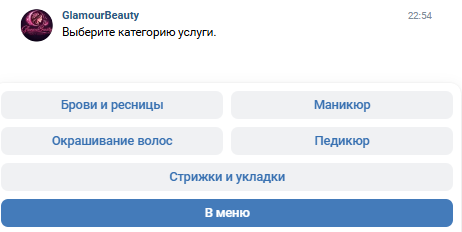 GlamourBeauty 22:54
Выберите категорию услуги.
Брови и ресницы Маникюр
Окрашивание волос Педикюр
Стрижки и укладки
В меню